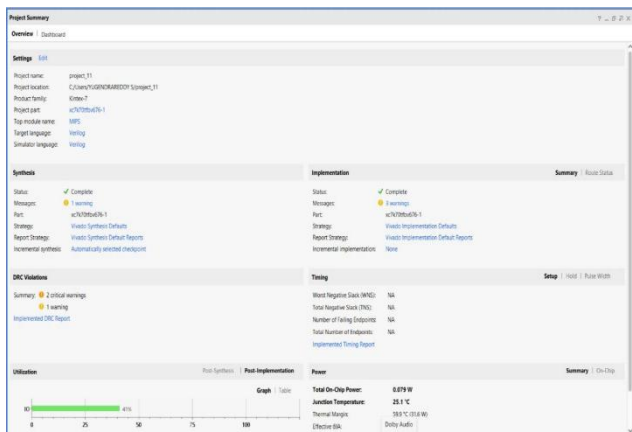 Project Summary
Overview | Dashboard
Settings Edit
Project name: project_11
Project location: C:/Users/YUGENDRAREDDY S/project_11
Product family: Kintex-7
Project part: xc7k70tfbv676-1
Top module name: MIPS
Target language: Verilog
Simulator language: Verilog
Synthesis
Status: Complete
Messages: 1 warning
Part: xc7k70tfbv676-1
Strategy: Vivado Synthesis Defaults
Report Strategy: Vivado Synthesis Default Reports
Incremental synthesis: Automatically selected checkpoint
Implementation Summary | Route Status
Status: Complete
Messages: 3 warnings
Part: xc7k70tfbv676-1
Strategy: Vivado Implementation Defaults
Report Strategy: Vivado Implementation Default Reports
Incremental implementation: None
DRC Violations
Summary: 2 critical warnings
1 warning
Implemented DRC Report
Timing Setup | Hold | Pulse Width
Worst Negative Slack (WNS): NA
Total Negative Slack (TNS): NA
Number of Failing Endpoints: NA
Total Number of Endpoints: NA
Implemented Timing Report
Utilization Post-Synthesis | Post-Implementation
Graph | Table
IO 41%
0 25 50 75 100
Power Summary | On-Chip
Total On-Chip Power: 0.079 W
Junction Temperature: 25.1 °C
Thermal Margin: 59.9 °C (31.6 W)
Effective θJA: Dolby Audio